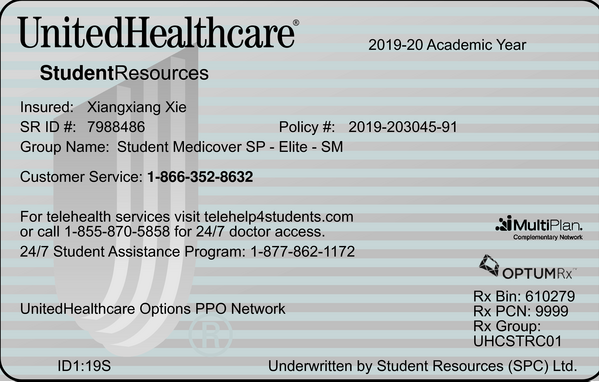 UnitedHealthcare®
2019-20 Academic Year
StudentResources
Insured: Xiangxiang Xie
SR ID #: 7988486 Policy #: 2019-203045-91
Group Name: Student Medicover SP - Elite - SM
Customer Service: 1-866-352-8632
For telehealth services visit telehelp4students.com
or call 1-855-870-5858 for 24/7 doctor access.
24/7 Student Assistance Program: 1-877-862-1172
MultiPlan.
Complementary Network
OPTUMRx™
UnitedHealthcare Options PPO Network
Rx Bin: 610279
Rx PCN: 9999
Rx Group:
UHCSTRC01
®
ID1:19S
Underwritten by Student Resources (SPC) Ltd.